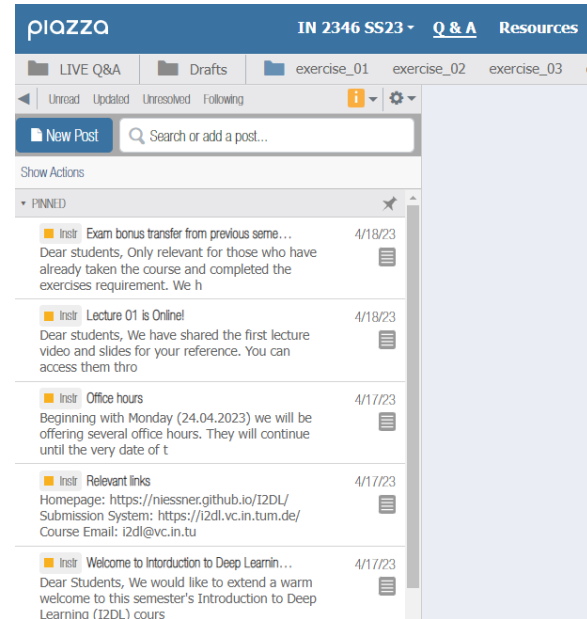 piazza
IN 2346 SS23 Q & A Resources
LIVE Q&A Drafts exercise_01 exercise_02 exercise_03
Unread Updated Unresolved Following
New Post Search or add a post...
Show Actions
PINNED
Instr Exam bonus transfer from previous seme... 4/18/23
Dear students, Only relevant for those who have
already taken the course and completed the
exercises requirement. We h
Instr Lecture 01 is Online! 4/18/23
Dear students, We have shared the first lecture
video and slides for your reference. You can
access them thro
Instr Office hours 4/17/23
Beginning with Monday (24.04.2023) we will be
offering several office hours. They will continue
until the very date of t
Instr Relevant links 4/17/23
Homepage: https://niessner.github.io/I2DL/
Submission System: https://i2dl.vc.in.tum.de/
Course Email: i2dl@vc.in.tu
Instr Welcome to Intorduction to Deep Learnin... 4/17/23
Dear Students, We would like to extend a warm
welcome to this semester's Introduction to Deep
Learning (I2DL) cours